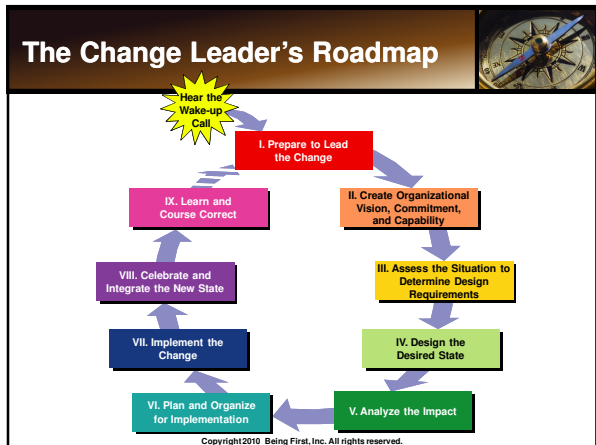 The Change Leader's Roadmap
Hear the
Wake-up
Call
I. Prepare to Lead
the Change
II. Create Organizational
Vision, Commitment,
and Capability
III. Assess the Situation to
Determine Design
Requirements
IV. Design the
Desired State
V. Analyze the Impact
VI. Plan and Organize
for Implementation
VII. Implement the
Change
VIII. Celebrate and
Integrate the New State
IX. Learn and
Course Correct
Copyright 2010 Being First, Inc. All rights reserved.